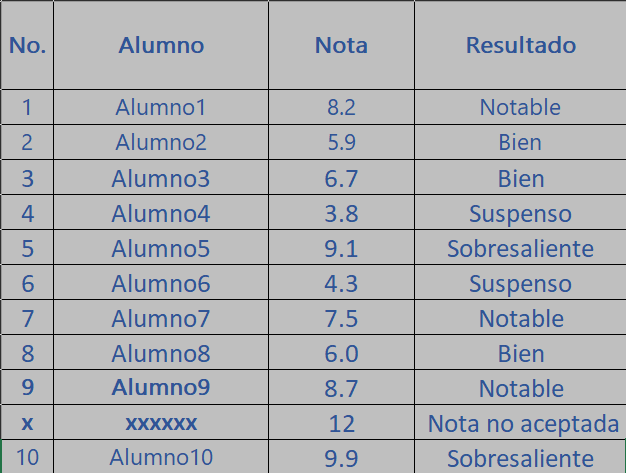 No. Alumno Nota Resultado
1 Alumno1 8.2 Notable
2 Alumno2 5.9 Bien
3 Alumno3 6.7 Bien
4 Alumno4 3.8 Suspenso
5 Alumno5 9.1 Sobresaliente
6 Alumno6 4.3 Suspenso
7 Alumno7 7.5 Notable
8 Alumno8 6.0 Bien
9 Alumno9 8.7 Notable
x xxxxxx 12 Nota no aceptada
10 Alumno10 9.9 Sobresaliente